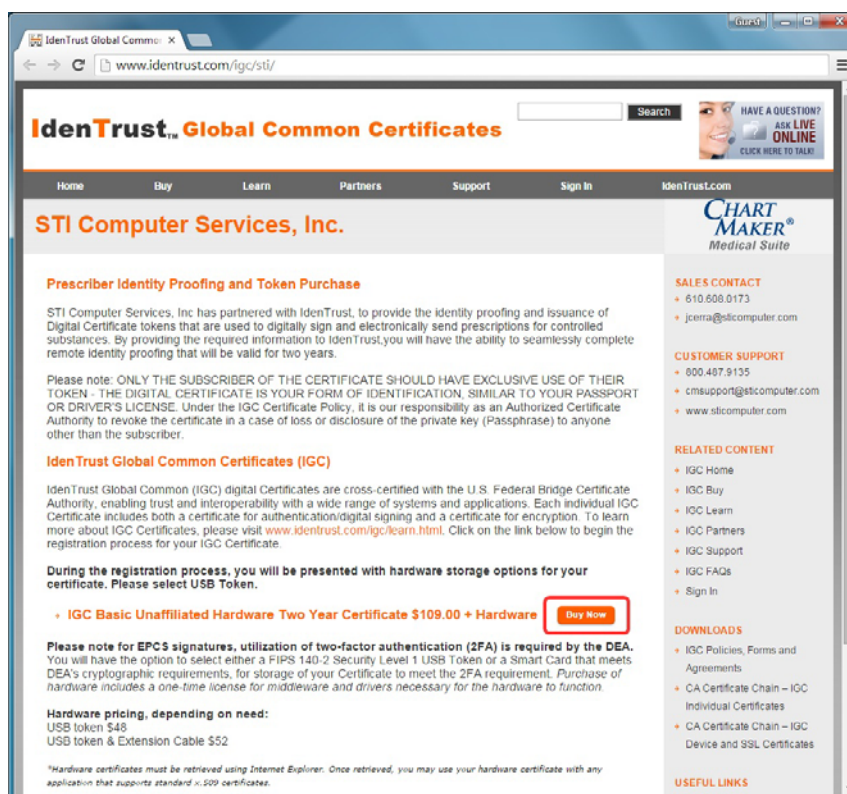 Guest
IdenTrust Global Commo
www.identrust.com/igc/sti/
IdenTrust™ Global Common Certificates
Search
HAVE A QUESTION?
ASK LIVE
ONLINE
CLICK HERE TO TALK!
Home Buy Learn Partners Support Sign In IdenTrust.com
STI Computer Services, Inc.
CHART
MAKER®
Medical Suite
Prescriber Identity Proofing and Token Purchase
STI Computer Services, Inc has partnered with IdenTrust, to provide the identity proofing and issuance of
Digital Certificate tokens that are used to digitally sign and electronically send prescriptions for controlled
substances. By providing the required information to IdenTrust,you will have the ability to seamlessly complete
remote identity proofing that will be valid for two years.
Please note: ONLY THE SUBSCRIBER OF THE CERTIFICATE SHOULD HAVE EXCLUSIVE USE OF THEIR
TOKEN - THE DIGITAL CERTIFICATE IS YOUR FORM OF IDENTIFICATION, SIMILAR TO YOUR PASSPORT
OR DRIVER'S LICENSE. Under the IGC Certificate Policy, it is our responsibility as an Authorized Certificate
Authority to revoke the certificate in a case of loss or disclosure of the private key (Passphrase) to anyone
other than the subscriber.
IdenTrust Global Common Certificates (IGC)
IdenTrust Global Common (IGC) digital Certificates are cross-certified with the U.S. Federal Bridge Certificate
Authority, enabling trust and interoperability with a wide range of systems and applications. Each individual IGC
Certificate includes both a certificate for authentication/digital signing and a certificate for encryption. To learn
more about IGC Certificates, please visit www.identrust.com/igc/learn.html. Click on the link below to begin the
registration process for your IGC Certificate.
During the registration process, you will be presented with hardware storage options for your
certificate. Please select USB Token.
IGC Basic Unaffiliated Hardware Two Year Certificate $109.00 + Hardware Buy Now
Please note for EPCS signatures, utilization of two-factor authentication (2FA) is required by the DEA.
You will have the option to select either a FIPS 140-2 Security Level 1 USB Token or a Smart Card that meets
DEA's cryptographic requirements, for storage of your Certificate to meet the 2FA requirement. Purchase of
hardware includes a one-time license for middleware and drivers necessary for the hardware to function.
Hardware pricing, depending on need:
USB token $48
USB token & Extension Cable $52
*Hardware certificates must be retrieved using Internet Explorer. Once retrieved, you may use your hardware certificate with any
application that supports standard x.509 certificates.
SALES CONTACT
610.608.0173
jcerra@sticomputer.com
CUSTOMER SUPPORT
800.487.9135
cmsupport@sticomputer.com
www.sticomputer.com
RELATED CONTENT
IGC Home
IGC Buy
IGC Learn
IGC Partners
IGC Support
IGC FAQs
Sign In
DOWNLOADS
IGC Policies, Forms and
Agreements
CA Certificate Chain – IGC
Individual Certificates
CA Certificate Chain – IGC
Device and SSL Certificates
USEFUL LINKS